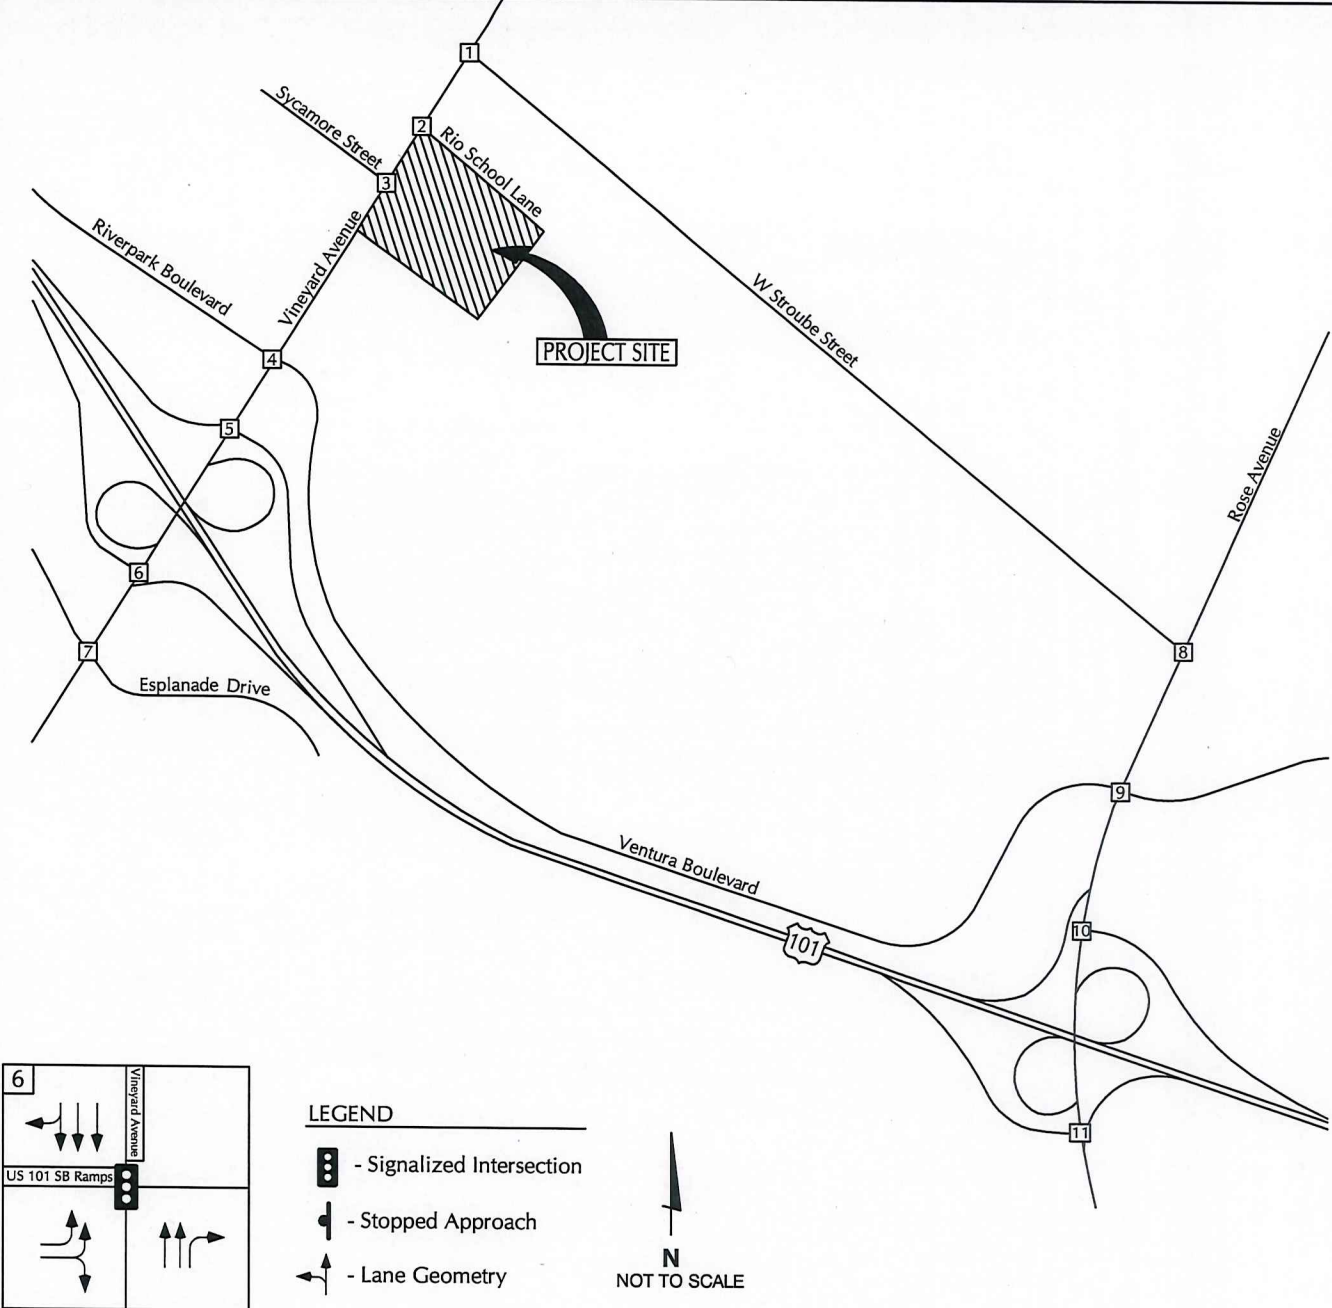 1
2
Sycamore Street
Rio School Lane
3
Riverpark Boulevard
Vineyard Avenue
W Stroube Street
PROJECT SITE
4
5
Rose Avenue
6
7
8
Esplanade Drive
9
Ventura Boulevard
101
10
11
6
Vineyard Avenue
US 101 SB Ramps
LEGEND
- Signalized Intersection
- Stopped Approach
- Lane Geometry
N
NOT TO SCALE